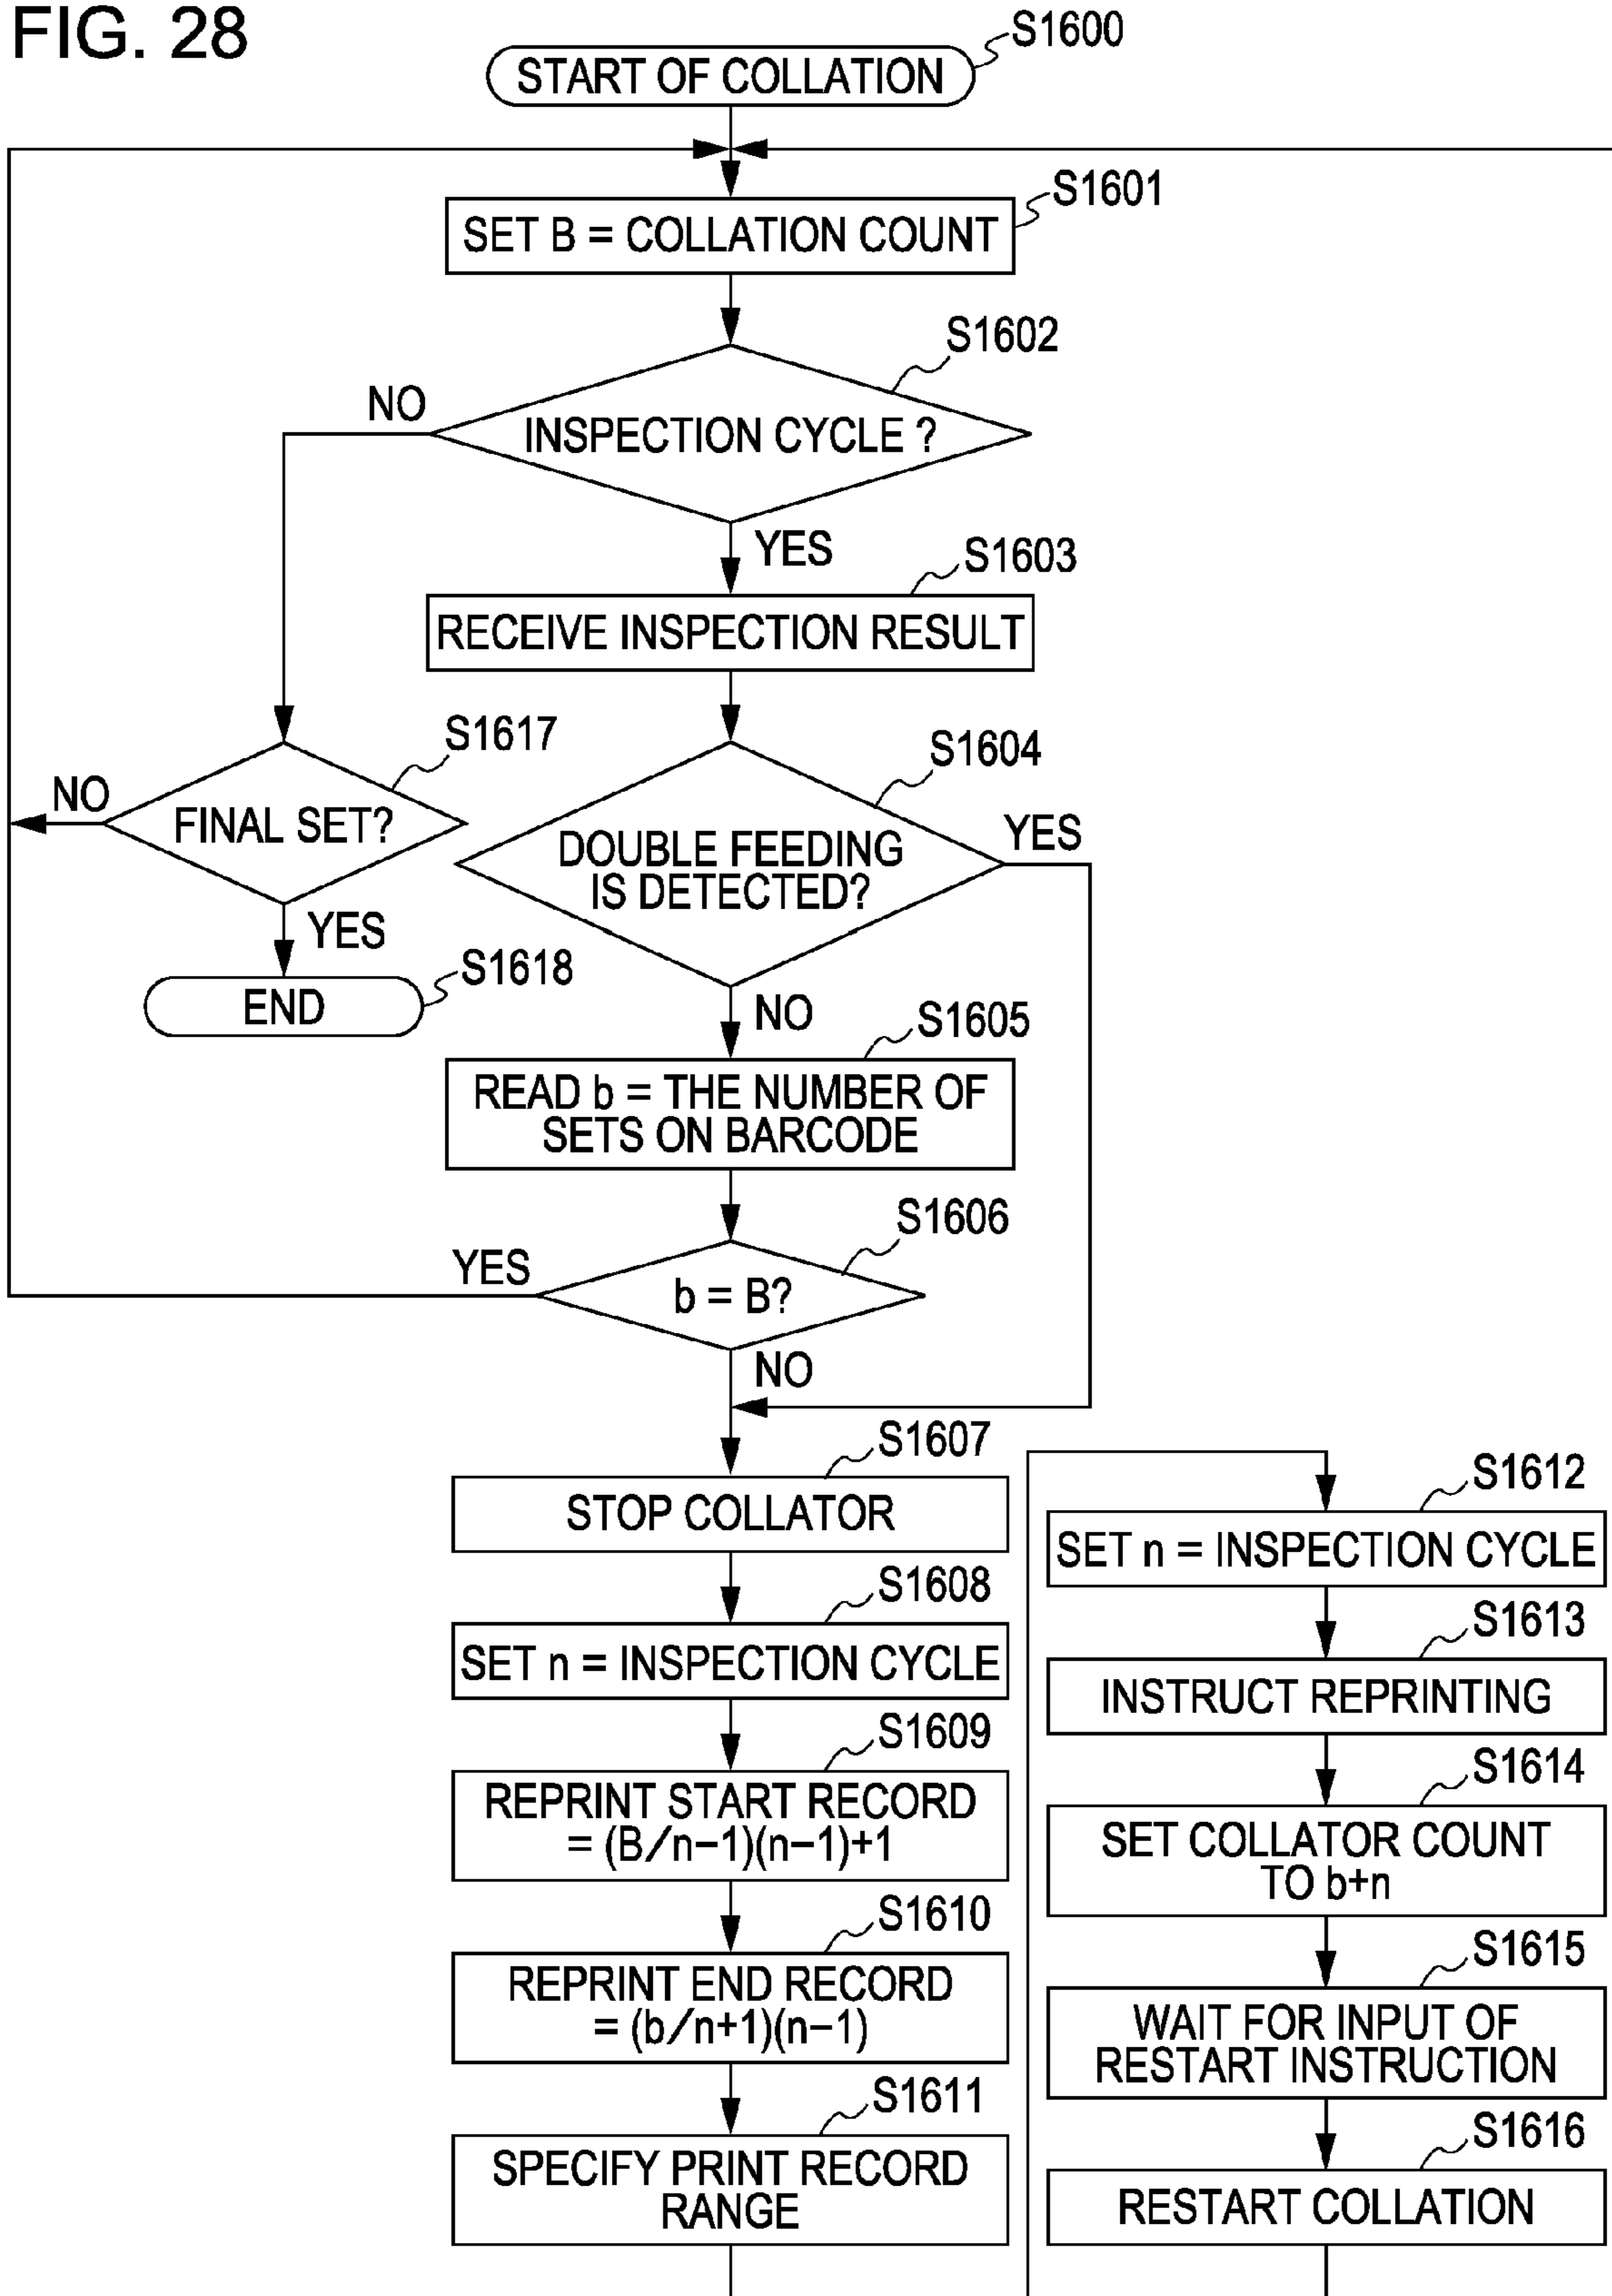 FIG. 28
S1600
START OF COLLATION
S1601
SET B = COLLATION COUNT
S1602
NO
INSPECTION CYCLE ?
YES
S1603
RECEIVE INSPECTION RESULT
S1617
S1604
NO
FINAL SET?
YES
DOUBLE FEEDING
IS DETECTED?
YES
S1618
END
NO
S1605
READ b = THE NUMBER OF
SETS ON BARCODE
S1606
YES
b = B?
NO
S1607
STOP COLLATOR
S1608
SET n = INSPECTION CYCLE
S1609
REPRINT START RECORD
= (B/n−1)(n−1)+1
S1610
REPRINT END RECORD
= (b/n+1)(n−1)
S1611
SPECIFY PRINT RECORD
RANGE
S1612
SET n = INSPECTION CYCLE
S1613
INSTRUCT REPRINTING
S1614
SET COLLATOR COUNT
TO b+n
S1615
WAIT FOR INPUT OF
RESTART INSTRUCTION
S1616
RESTART COLLATION